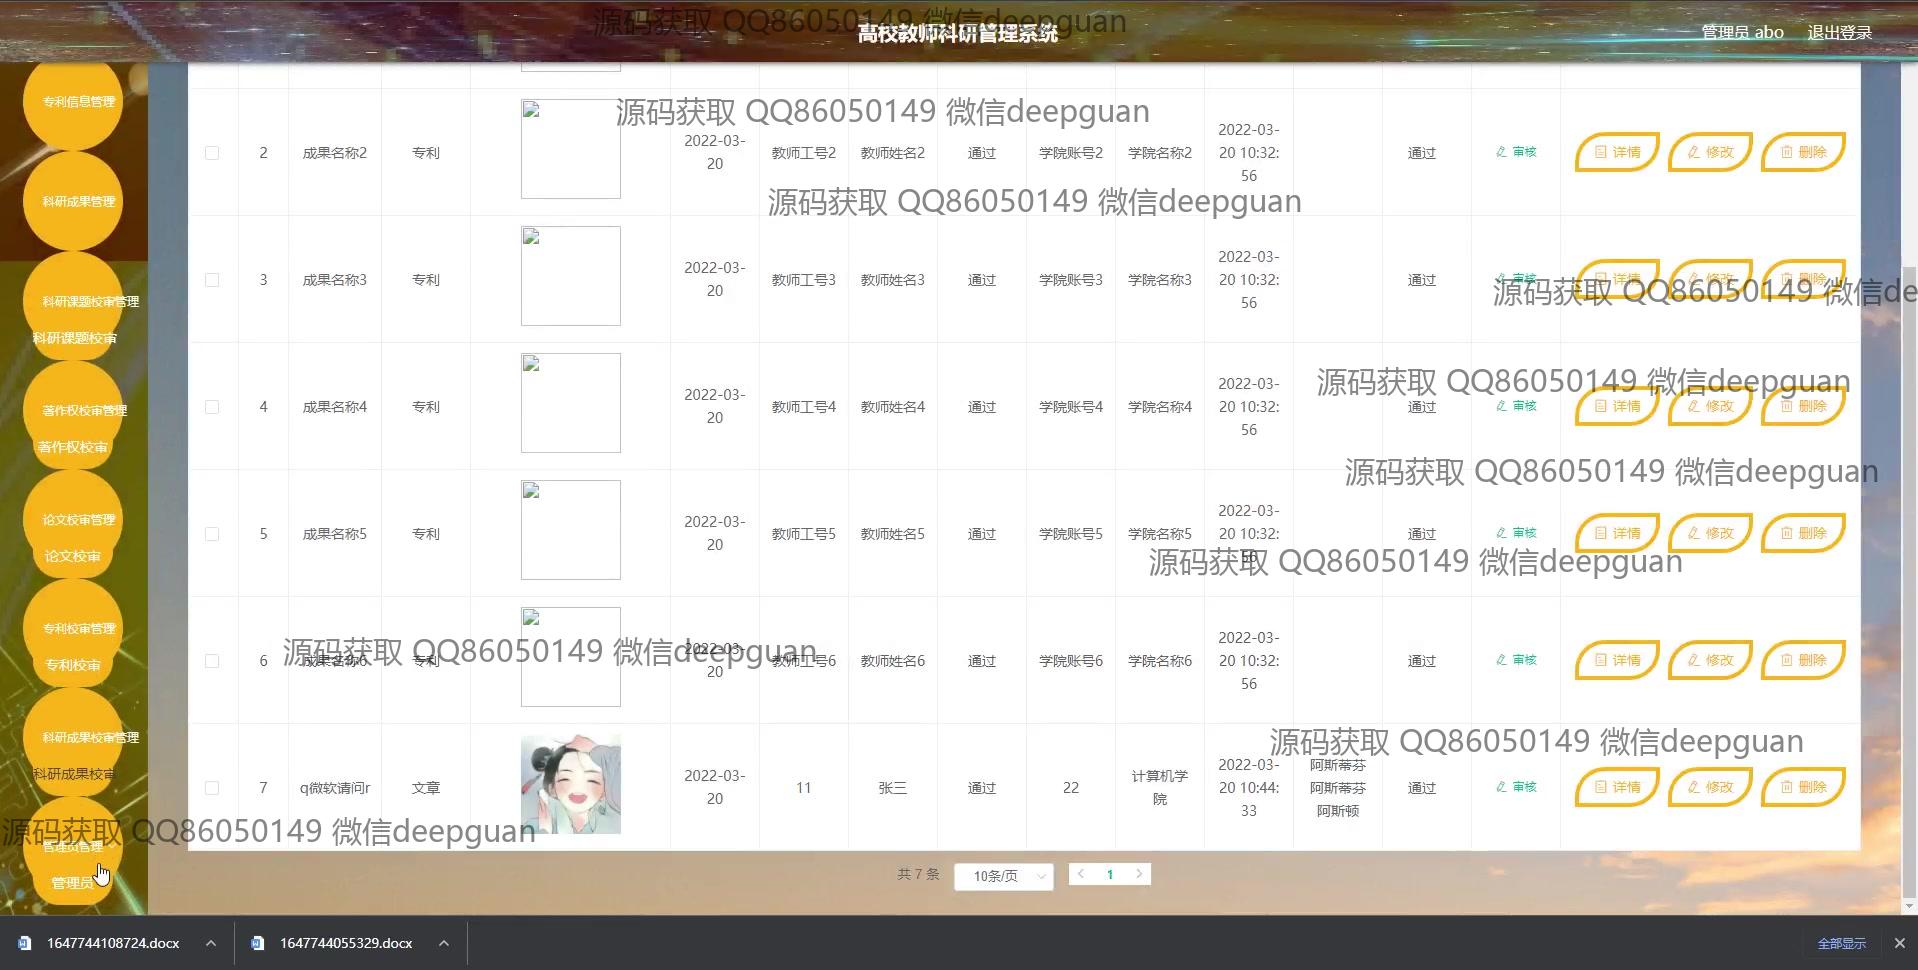 源码获取 QQ86050149 微信deepguan
高校教师科研管理系统
管理员 abo
退出登录
专利信息管理
科研成果管理
科研课题校审管理
科研课题校审
著作权校审管理
著作权校审
论文校审管理
论文校审
专利校审管理
专利校审
科研成果校审管理
科研成果校审
管理员管理
管理员
源码获取 QQ86050149 微信deepguan
2 成果名称2 专利 2022-03-20 教师工号2 教师姓名2 通过 学院账号2 学院名称2 2022-03-20 10:32:56 通过 审核 详情 修改 删除
源码获取 QQ86050149 微信deepguan
3 成果名称3 专利 2022-03-20 教师工号3 教师姓名3 通过 学院账号3 学院名称3 2022-03-20 10:32:56 通过 审核 详情 修改 删除
源码获取 QQ86050149 微信de
源码获取 QQ86050149 微信deepguan
4 成果名称4 专利 2022-03-20 教师工号4 教师姓名4 通过 学院账号4 学院名称4 2022-03-20 10:32:56 通过 审核 详情 修改 删除
源码获取 QQ86050149 微信deepguan
5 成果名称5 专利 2022-03-20 教师工号5 教师姓名5 通过 学院账号5 学院名称5 2022-03-20 10:32:56 通过 审核 详情 修改 删除
源码获取 QQ86050149 微信deepguan
源码获取 QQ86050149 微信deepguan
6 成果名称6 专利 2022-03-20 教师工号6 教师姓名6 通过 学院账号6 学院名称6 2022-03-20 10:32:56 通过 审核 详情 修改 删除
源码获取 QQ86050149 微信deepguan
7 q微软请问r 文章 2022-03-20 11 张三 通过 22 计算机学院 2022-03-20 10:44:33 阿斯蒂芬阿斯蒂芬阿斯顿 通过 审核 详情 修改 删除
源码获取 QQ86050149 微信deepguan
共 7 条 10条/页 1
1647744108724.docx
1647744055329.docx
全部显示